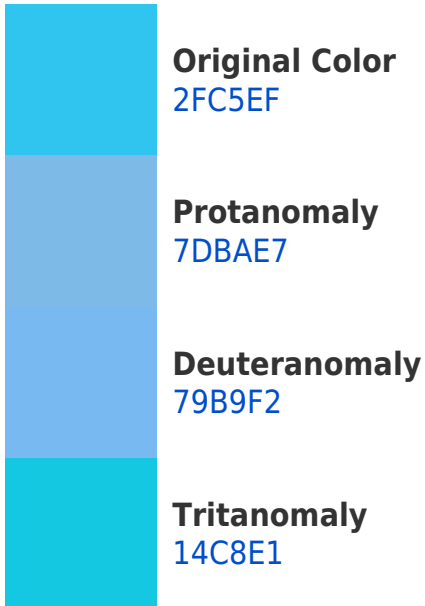 Original Color
2FC5EF
Protanomaly
7DBAE7
Deuteranomaly
79B9F2
Tritanomaly
14C8E1